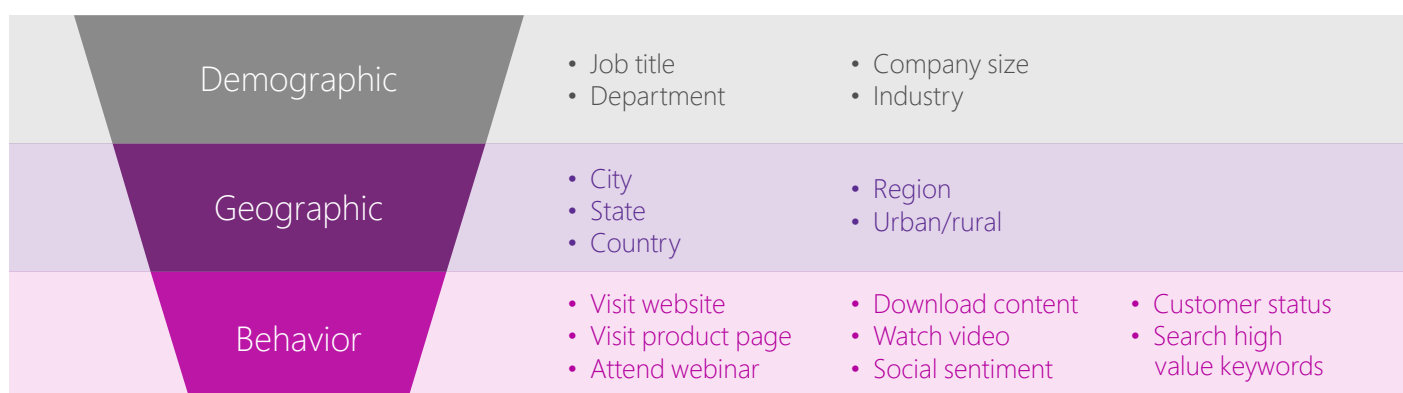 Demographic
• Job title
• Department
• Company size
• Industry
Geographic
• City
• State
• Country
• Region
• Urban/rural
Behavior
• Visit website
• Visit product page
• Attend webinar
• Download content
• Watch video
• Social sentiment
• Customer status
• Search high
value keywords